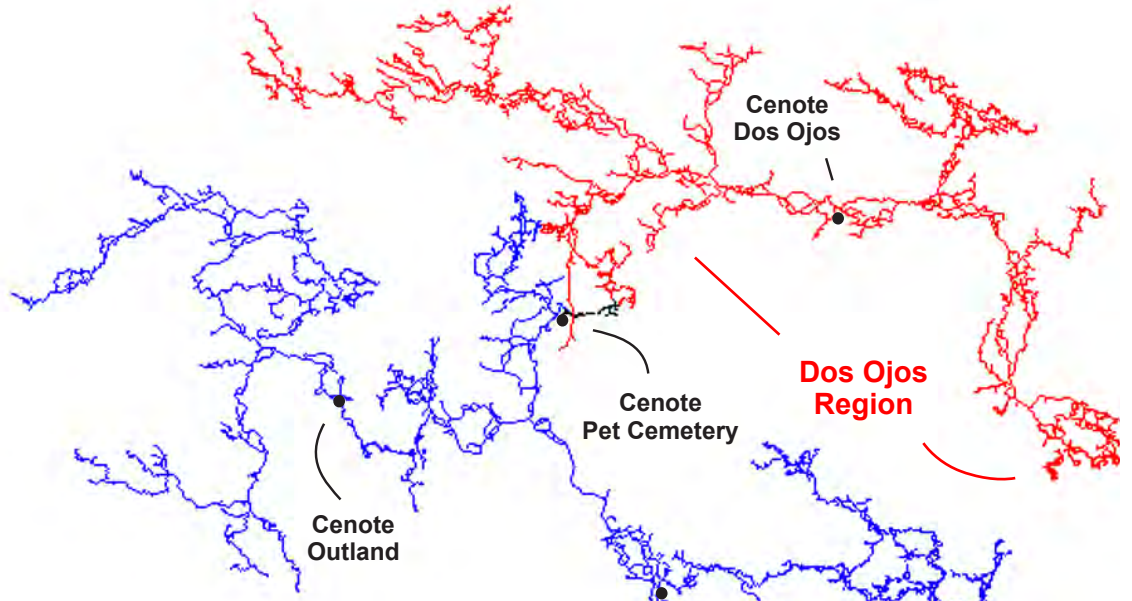 Cenote
Dos Ojos
Dos Ojos
Region
Cenote
Pet Cemetery
Cenote
Outland